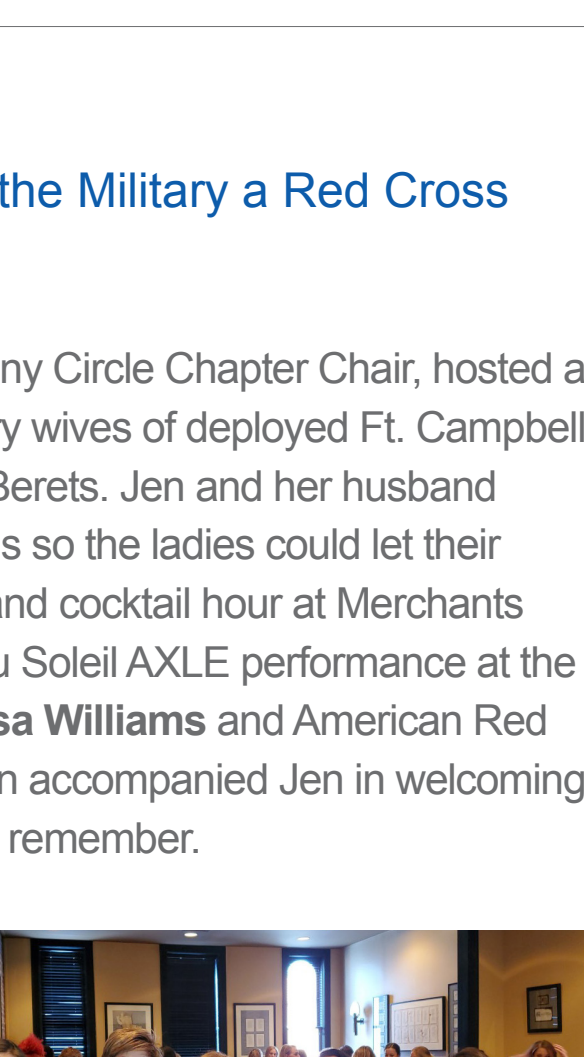 the Military a Red Cross
ny Circle Chapter Chair, hosted a
ry wives of deployed Ft. Campbell
Berets. Jen and her husband
s so the ladies could let their
and cocktail hour at Merchants
u Soleil AXLE performance at the
sa Williams and American Red
n accompanied Jen in welcoming
remember.